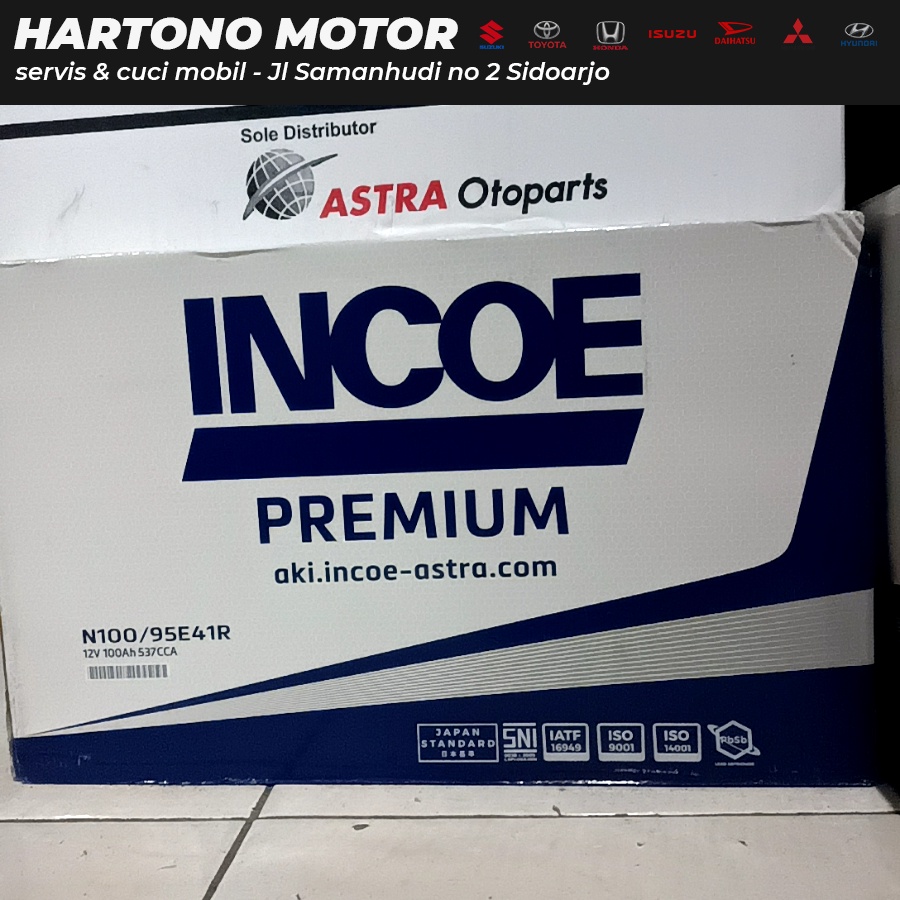 HARTONO MOTOR
SUZUKI
TOYOTA
HONDA
ISUZU
DAIHATSU
HYUNDAI
servis & cuci mobil - Jl Samanhudi no 2 Sidoarjo
Sole Distributor
ASTRA Otoparts
INCOE
PREMIUM
aki.incoe-astra.com
N100/95E41R
12V 100Ah 537CCA
JAPAN
STANDARD
SNI
IATF
16949
ISO
9001
ISO
14001
PbSb